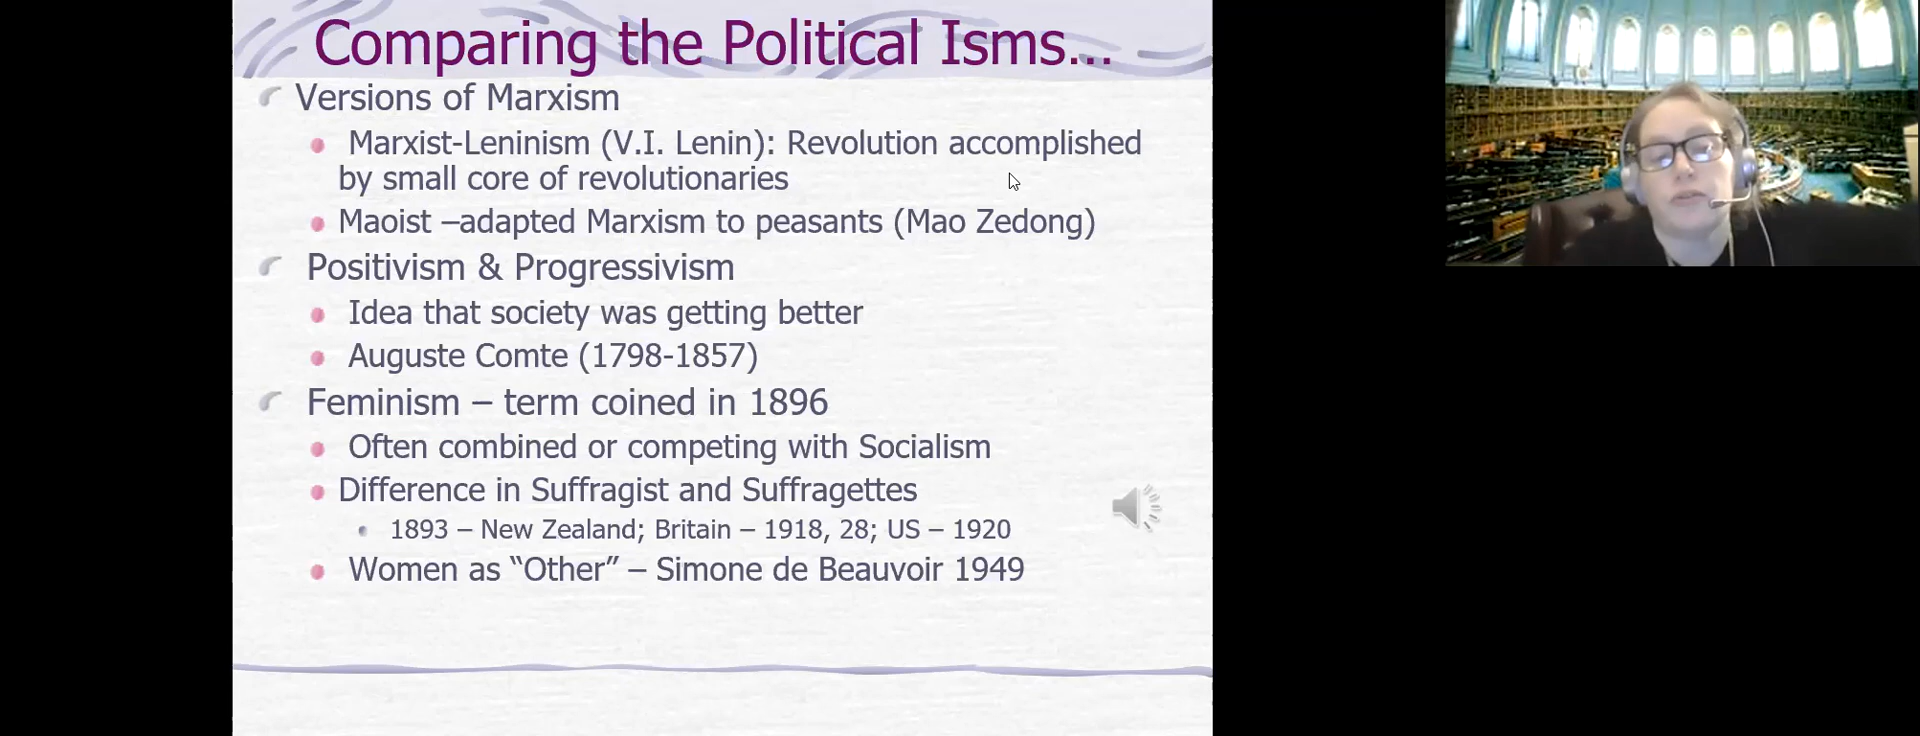 Comparing the Political Isms...
Versions of Marxism
Marxist-Leninism (V.I. Lenin): Revolution accomplished
by small core of revolutionaries
Maoist –adapted Marxism to peasants (Mao Zedong)
Positivism & Progressivism
Idea that society was getting better
Auguste Comte (1798-1857)
Feminism – term coined in 1896
Often combined or competing with Socialism
Difference in Suffragist and Suffragettes
1893 – New Zealand; Britain – 1918, 28; US – 1920
Women as “Other” – Simone de Beauvoir 1949